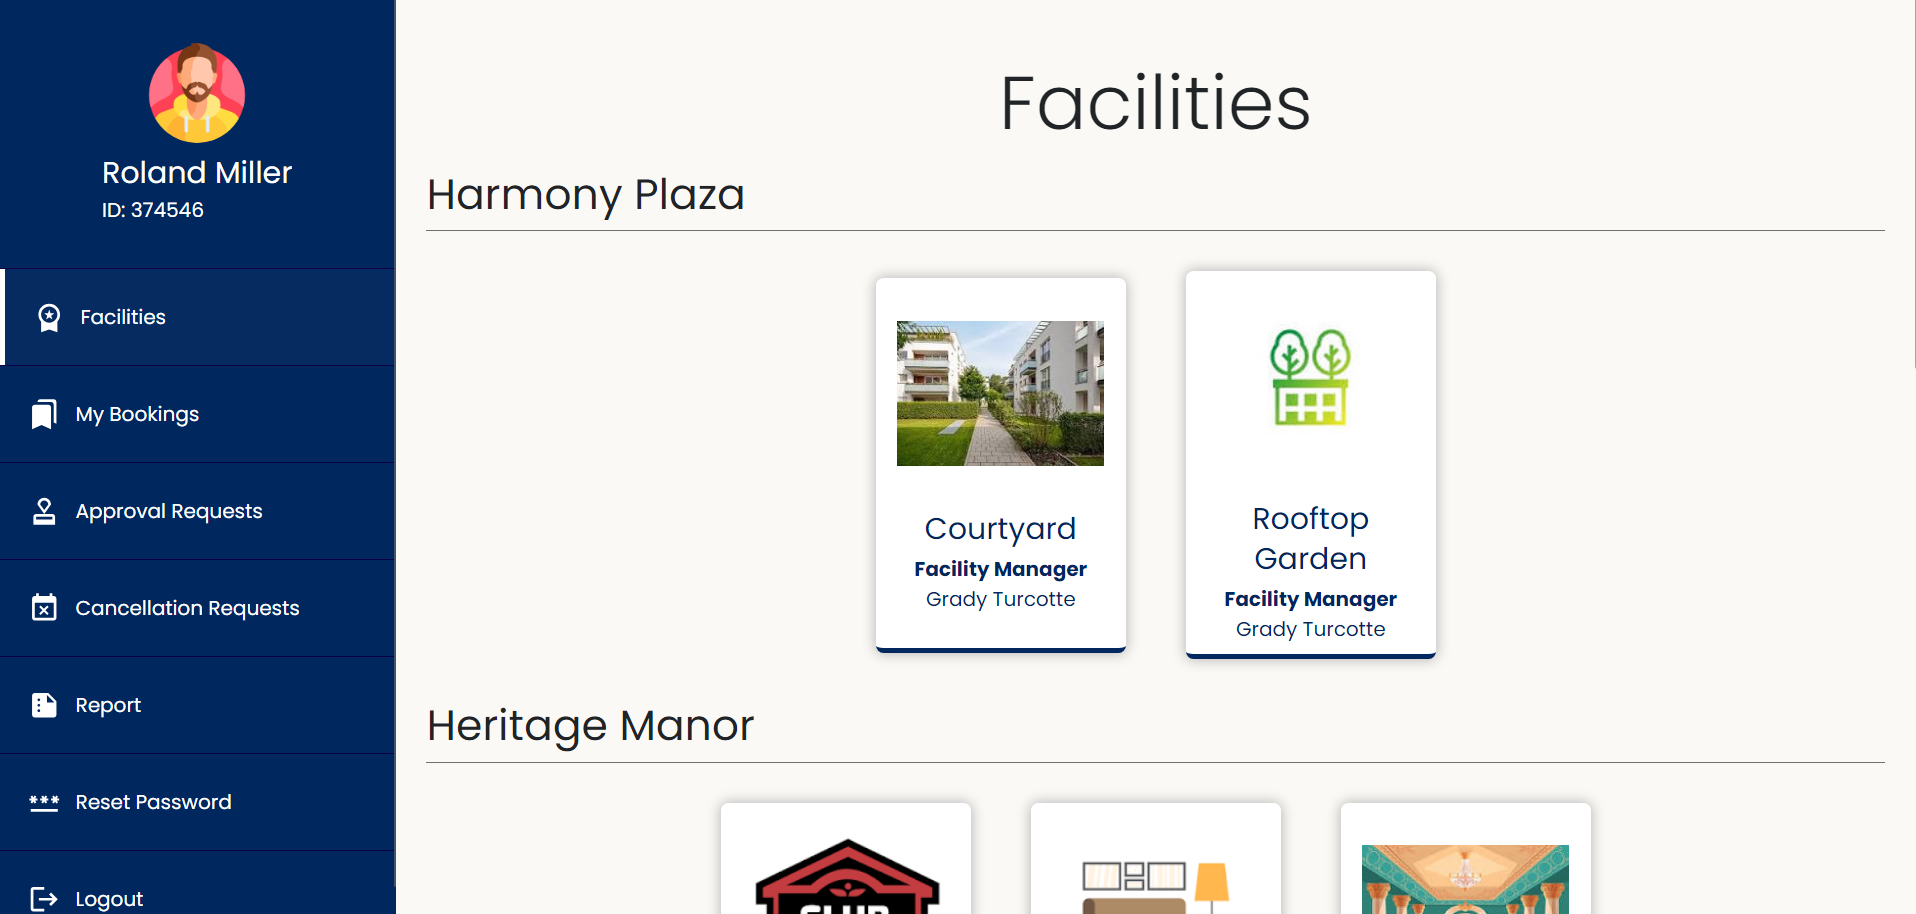 Roland Miller
ID: 374546
Facilities
My Bookings
Approval Requests
Cancellation Requests
Report
Reset Password
Logout
Facilities
Harmony Plaza
Courtyard
Facility Manager
Grady Turcotte
Rooftop
Garden
Facility Manager
Grady Turcotte
Heritage Manor